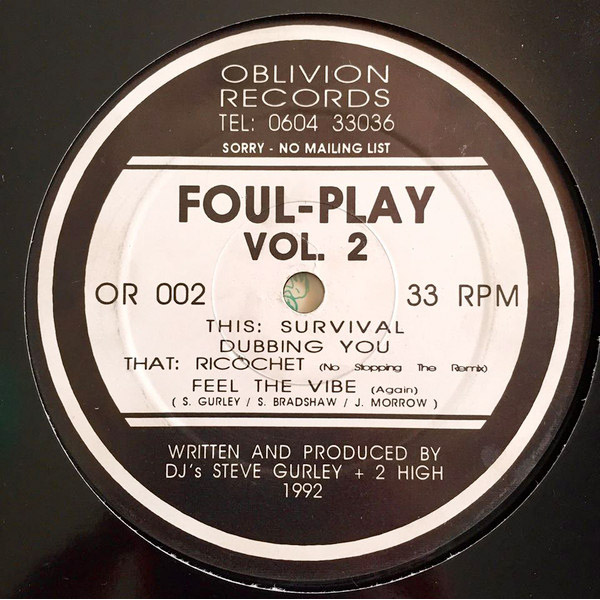 OBLIVION
RECORDS
TEL: 0604 33036
SORRY - NO MAILING LIST
FOUL-PLAY
VOL. 2
OR 002 33 RPM
THIS: SURVIVAL
DUBBING YOU
THAT: RICOCHET (No Stopping The Remix)
FEEL THE VIBE (Again)
( S. GURLEY / S. BRADSHAW / J. MORROW )
WRITTEN AND PRODUCED BY
DJ's STEVE GURLEY + 2 HIGH
1992